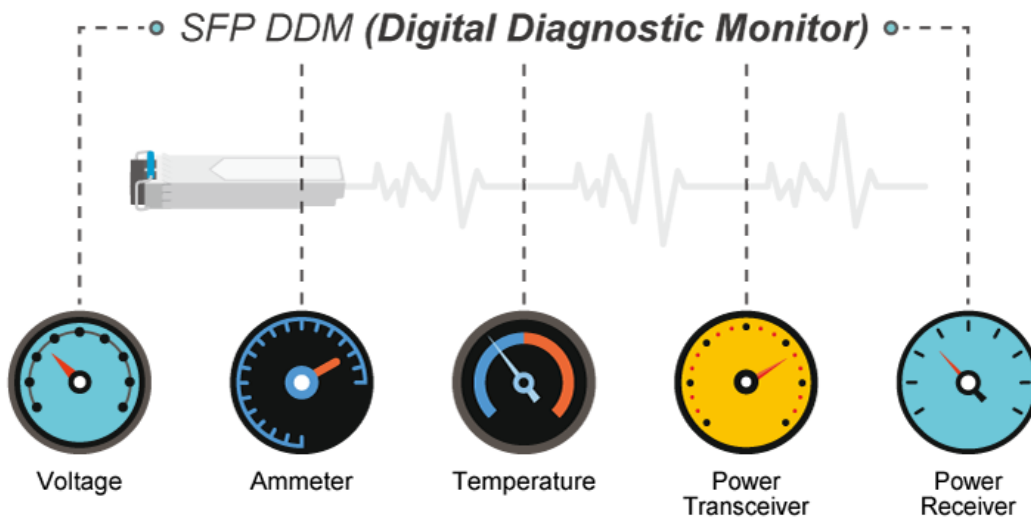 SFP DDM (Digital Diagnostic Monitor)
Voltage
Ammeter
Temperature
Power
Transceiver
Power
Receiver